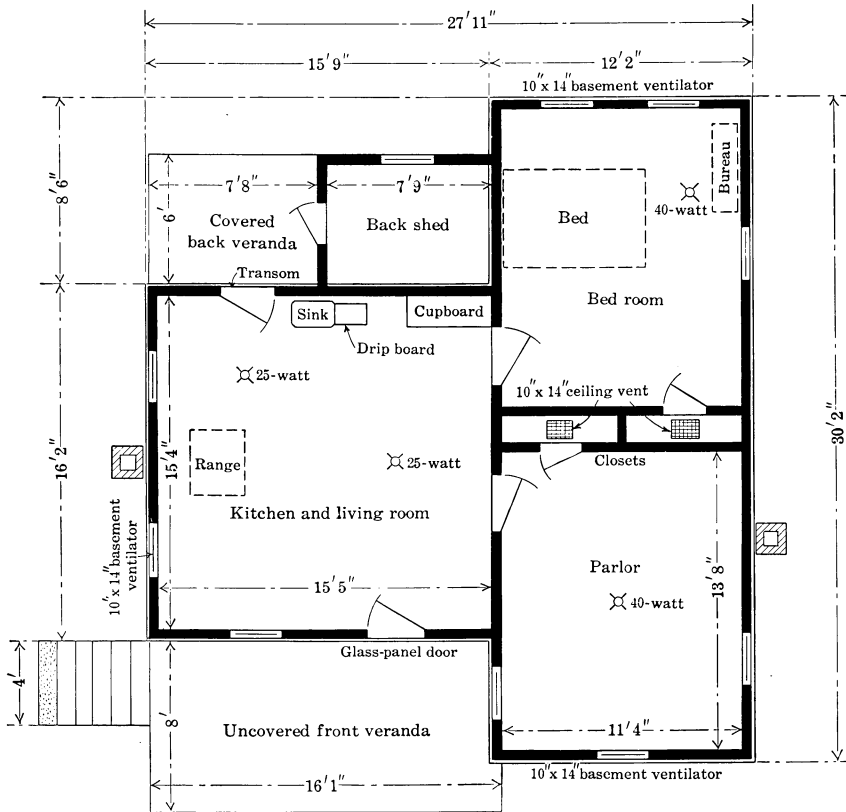 27'11"
15'9"
12'2"
10"x 14" basement ventilator
8'6"
6'
7'8"
7'9"
Covered
back veranda
Back shed
Bed
40-watt
Bureau
Transom
Bed room
Sink
Cupboard
Drip board
25-watt
10"x 14" ceiling vent
30'2"
16'2"
15'4"
Range
25-watt
Closets
Kitchen and living room
10"x 14" basement
ventilator
15'5"
Parlor
13'8"
40-watt
Glass-panel door
4'
8'
Uncovered front veranda
11'4"
16'1"
10"x 14" basement ventilator